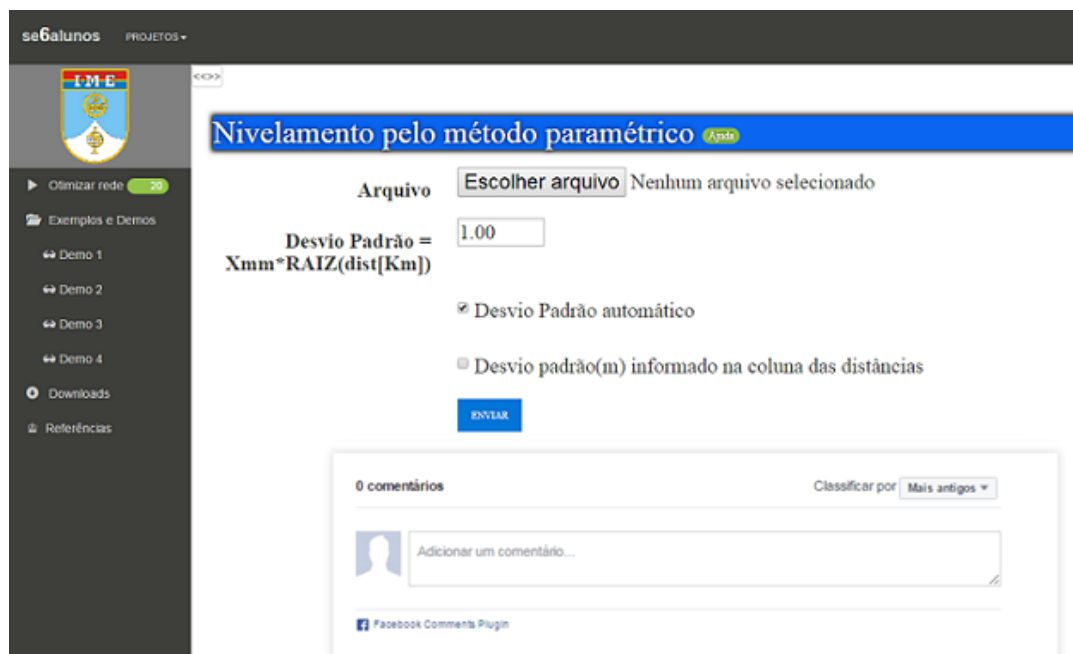 se6alunos PROJETOS
I·M·E
<<>>
Nivelamento pelo método paramétrico Ajuda
Otimizar rede 20
Exemplos e Demos
Demo 1
Demo 2
Demo 3
Demo 4
Downloads
Referências
Arquivo Escolher arquivo Nenhum arquivo selecionado
Desvio Padrão = 1.00
Xmm*RAIZ(dist[Km])
Desvio Padrão automático
Desvio padrão(m) informado na coluna das distâncias
ENVIAR
0 comentários Classificar por Mais antigos
Adicionar um comentário...
Facebook Comments Plugin